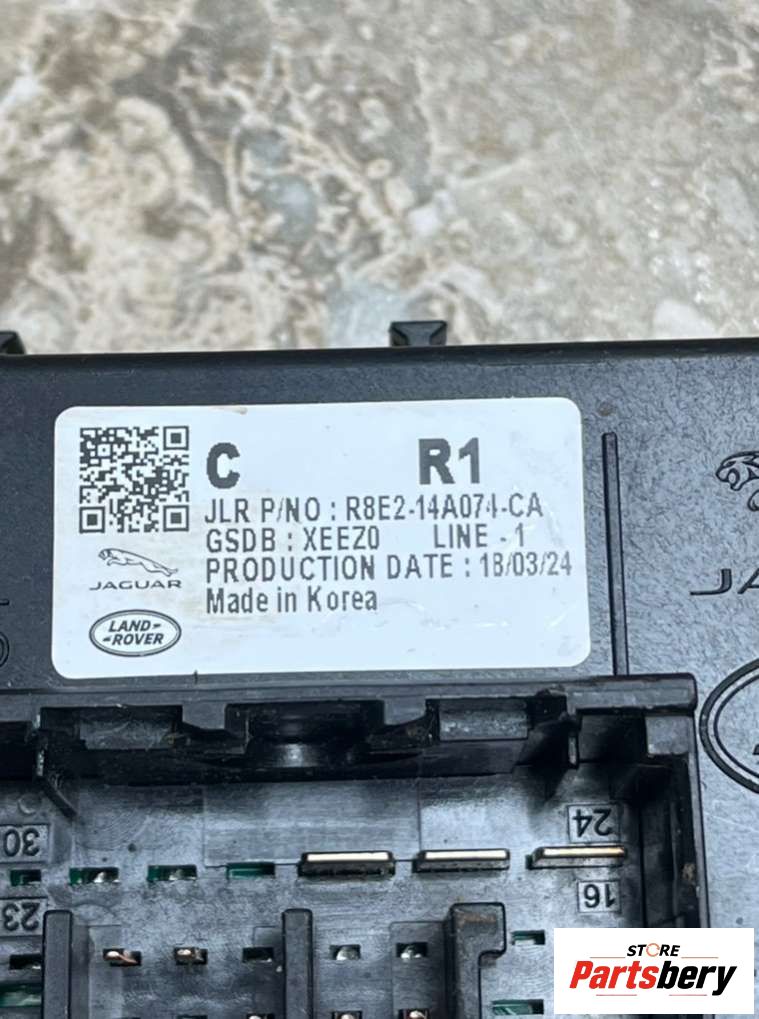 C R1
JLR P/NO : R8E2-14A074-CA
GSDB : XEEZ0 LINE - 1
PRODUCTION DATE : 18/03/24
Made in Korea
JAGUAR
LAND-
-ROVER
JA
24
30
16
23
STORE
Partsbery